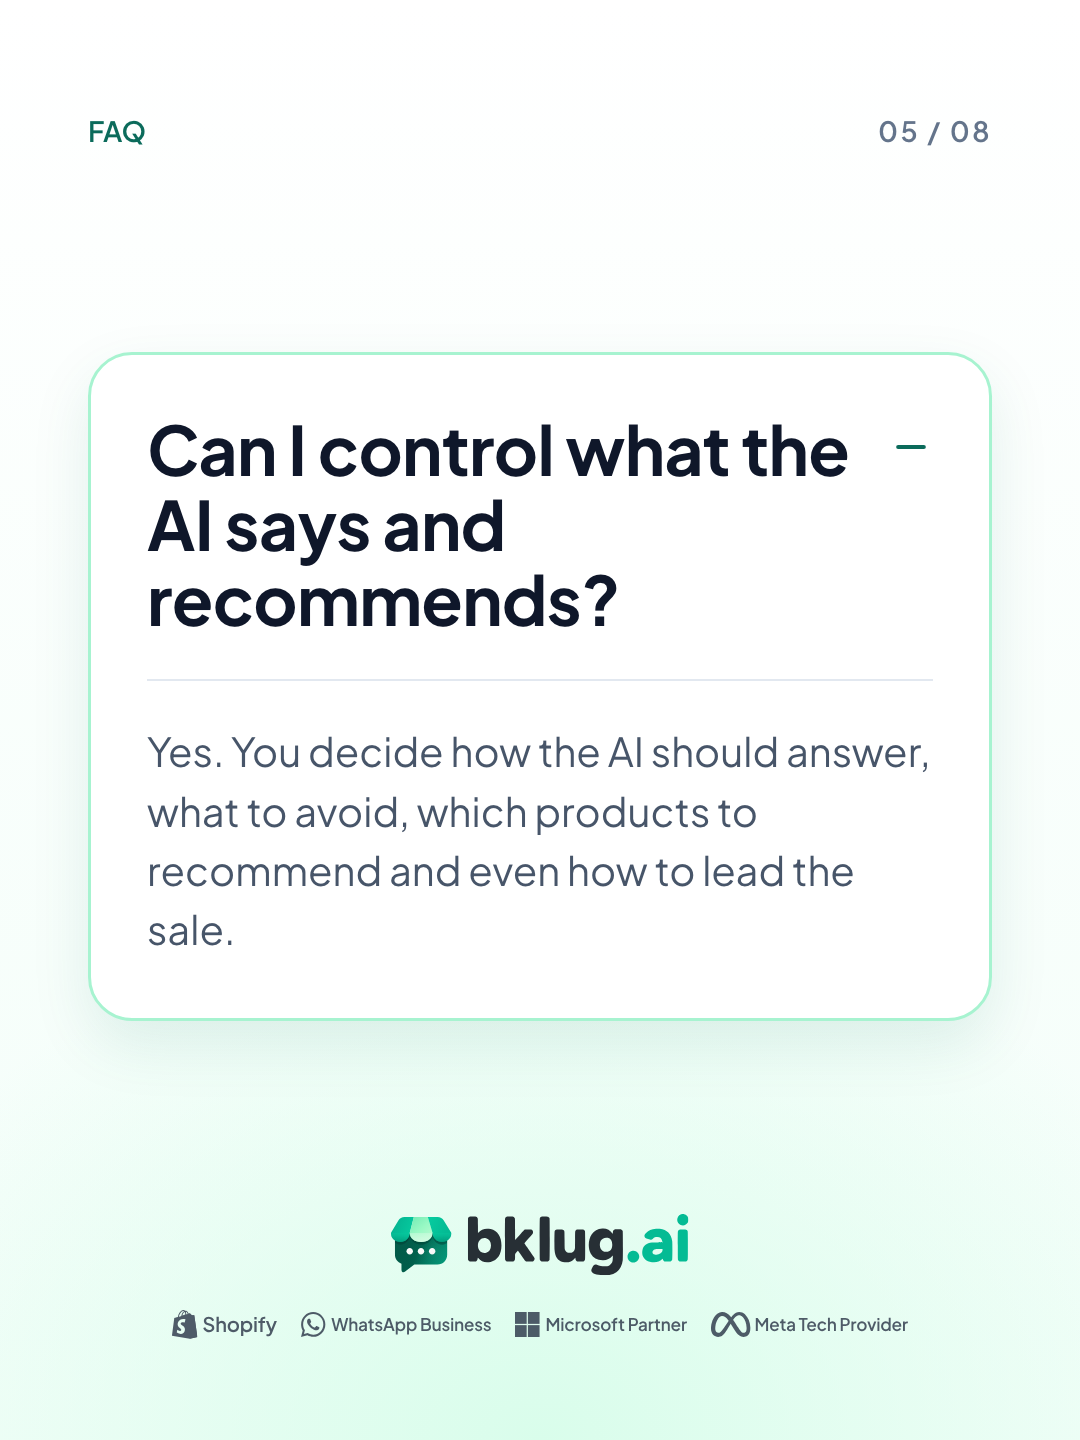 FAQ
05 / 08
Can I control what the
AI says and
recommends?
Yes. You decide how the AI should answer,
what to avoid, which products to
recommend and even how to lead the
sale.
bklug.ai
Shopify WhatsApp Business Microsoft Partner Meta Tech Provider